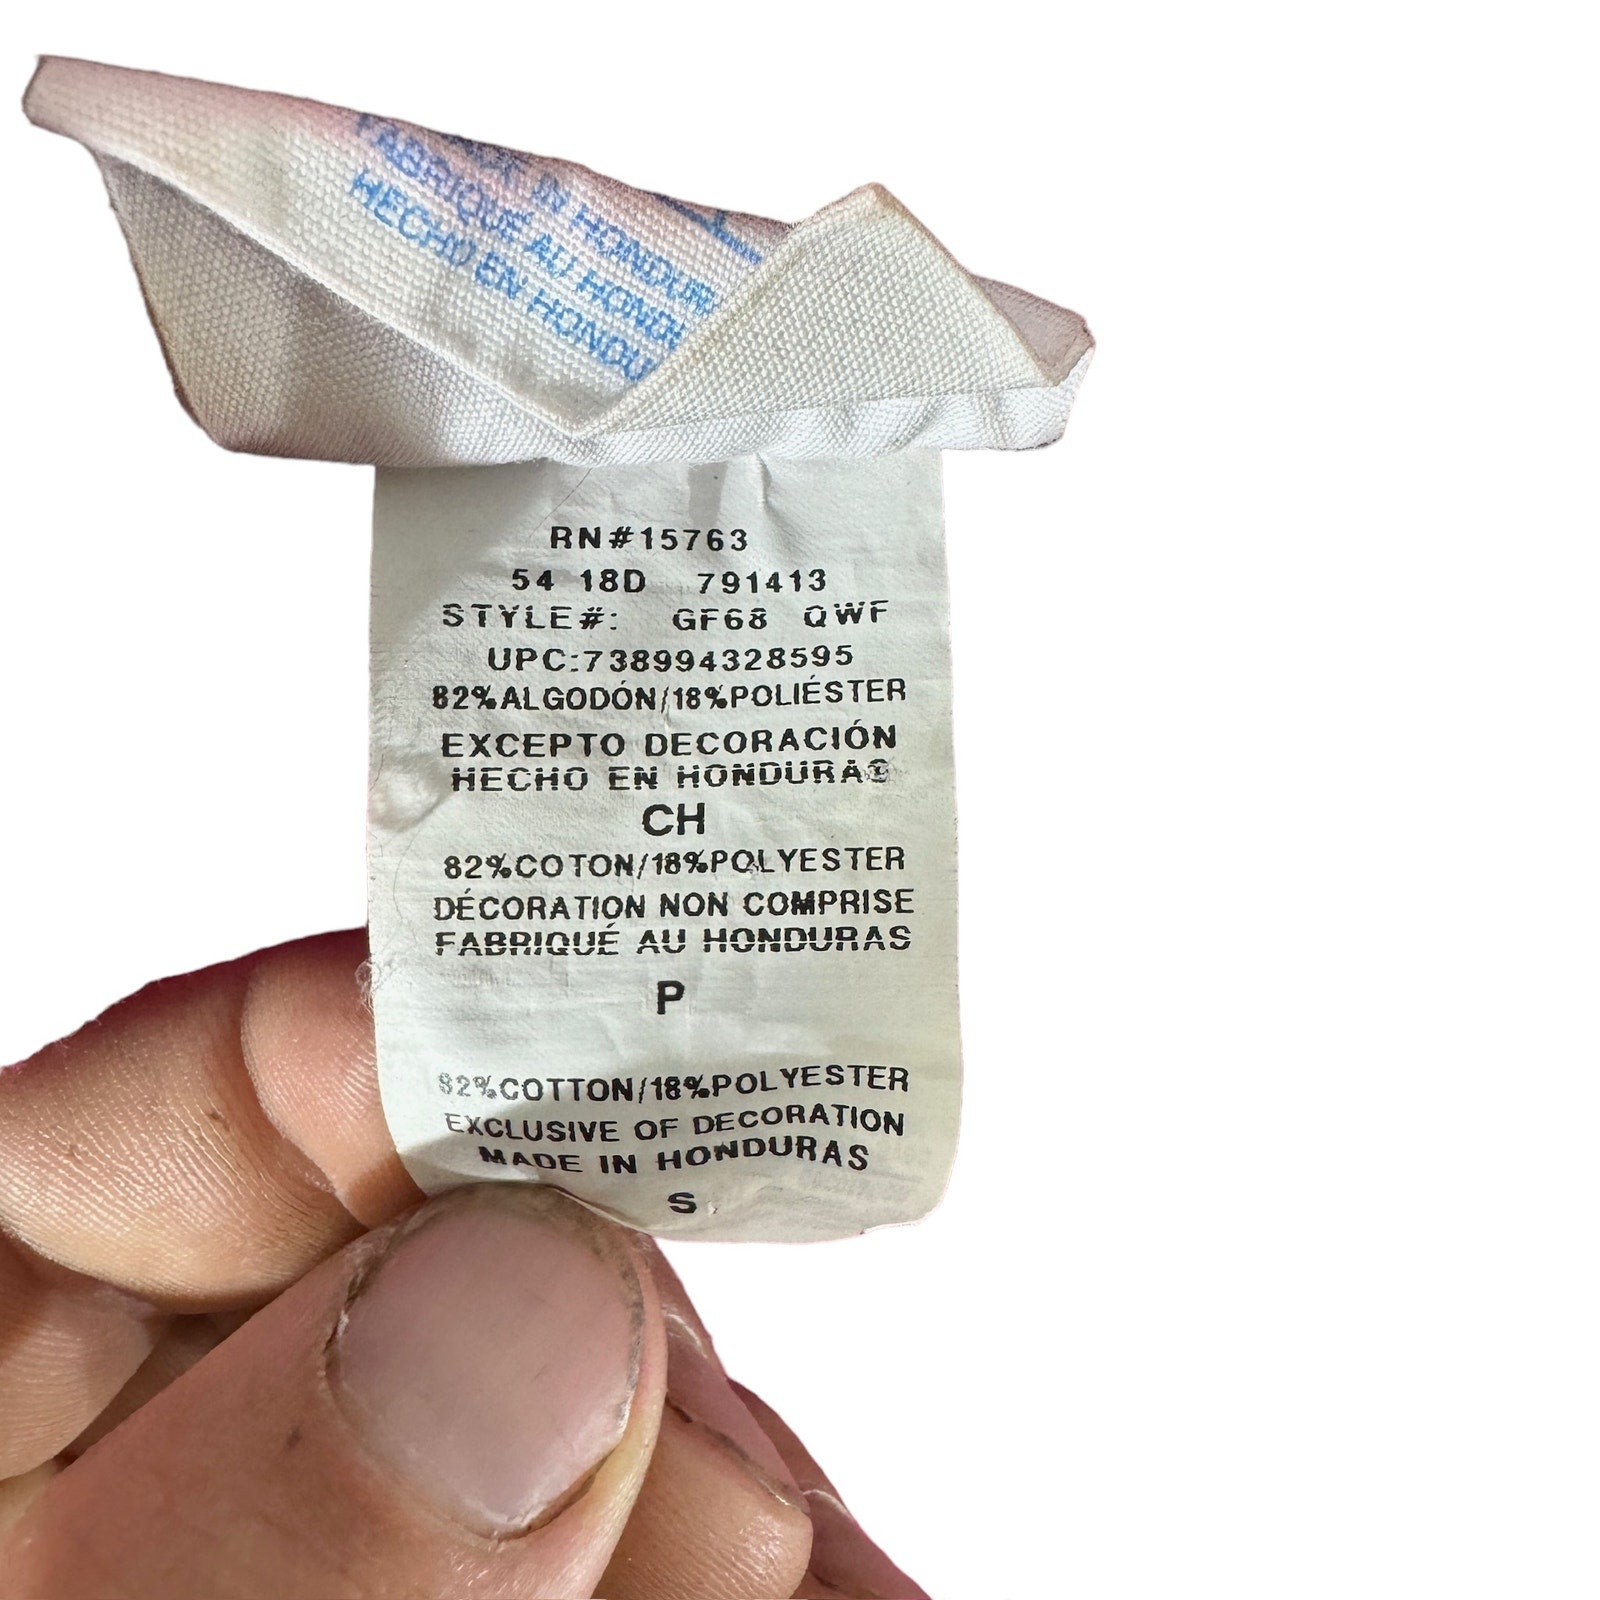 FABRIQUÉ AU HONDU
HECHO EN HONDU
RN#15763
54 18D 791413
STYLE#: GF68 QWF
UPC:738994328595
82%ALGODÓN/18%POLIÉSTER
EXCEPTO DECORACIÓN
HECHO EN HONDURAS
CH
82%COTON/18%POLYESTER
DÉCORATION NON COMPRISE
FABRIQUÉ AU HONDURAS
P
82%COTTON/18%POLYESTER
EXCLUSIVE OF DECORATION
MADE IN HONDURAS
S